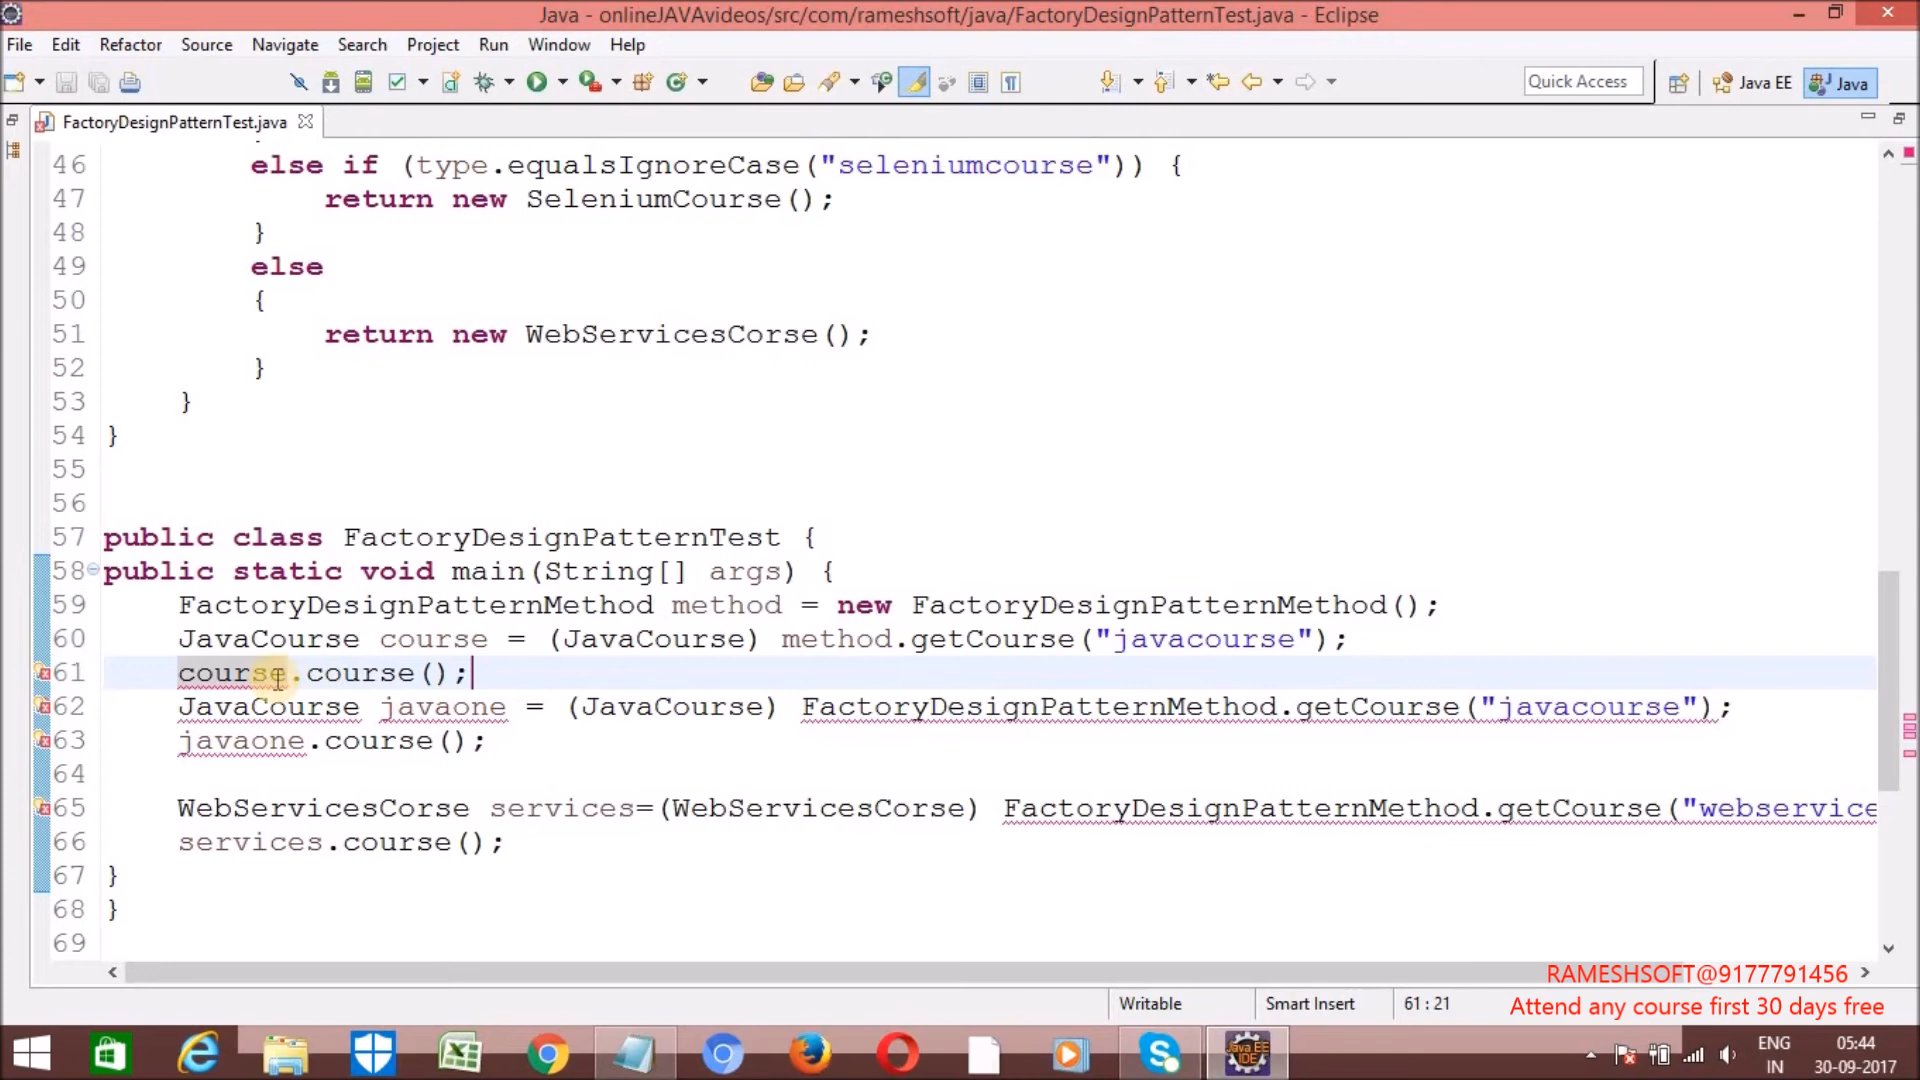 Java - onlineJAVAvideos/src/com/rameshsoft/java/FactoryDesignPatternTest.java - Eclipse
File Edit Refactor Source Navigate Search Project Run Window Help
Quick Access Java EE Java
FactoryDesignPatternTest.java
46 else if (type.equalsIgnoreCase("seleniumcourse")) {
47 return new SeleniumCourse();
48 }
49 else
50 {
51 return new WebServicesCorse();
52 }
53 }
54 }
55
56
57 public class FactoryDesignPatternTest {
58 public static void main(String[] args) {
59 FactoryDesignPatternMethod method = new FactoryDesignPatternMethod();
60 JavaCourse course = (JavaCourse) method.getCourse("javacourse");
61 course.course();
62 JavaCourse javaone = (JavaCourse) FactoryDesignPatternMethod.getCourse("javacourse");
63 javaone.course();
64
65 WebServicesCorse services=(WebServicesCorse) FactoryDesignPatternMethod.getCourse("webservice
66 services.course();
67 }
68 }
69
RAMESHSOFT@9177791456
Writable Smart Insert 61 : 21 Attend any course first 30 days free
Java EE
IDE
ENG 05:44
IN 30-09-2017